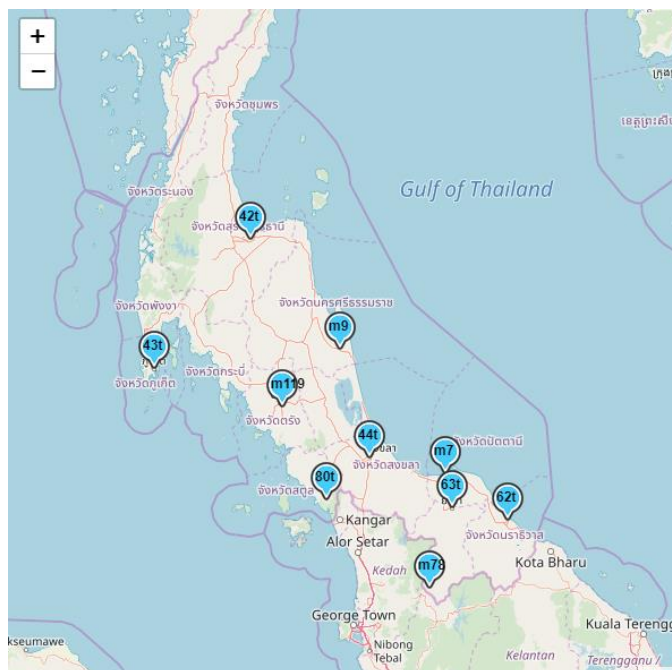 +
−
จังหวัดชุมพร
จังหวัดระนอง
Gulf of Thailand
42t
จังหวัดพังงา
จังหวัดนครศรีธรรมราช
m9
43t
จังหวัดกระบี่
จังหวัดภูเก็ต
m119
จังหวัดตรัง
44t
จังหวัดสงขลา
m7
จังหวัดปัตตานี
80t
จังหวัดสตูล
63t
62t
จังหวัดนราธิวาส
Kangar
Alor Setar
Kedah
m78
Kota Bharu
George Town
Nibong
Tebal
Kuala Terengg
Kelantan
Terengganu /
kseumawe